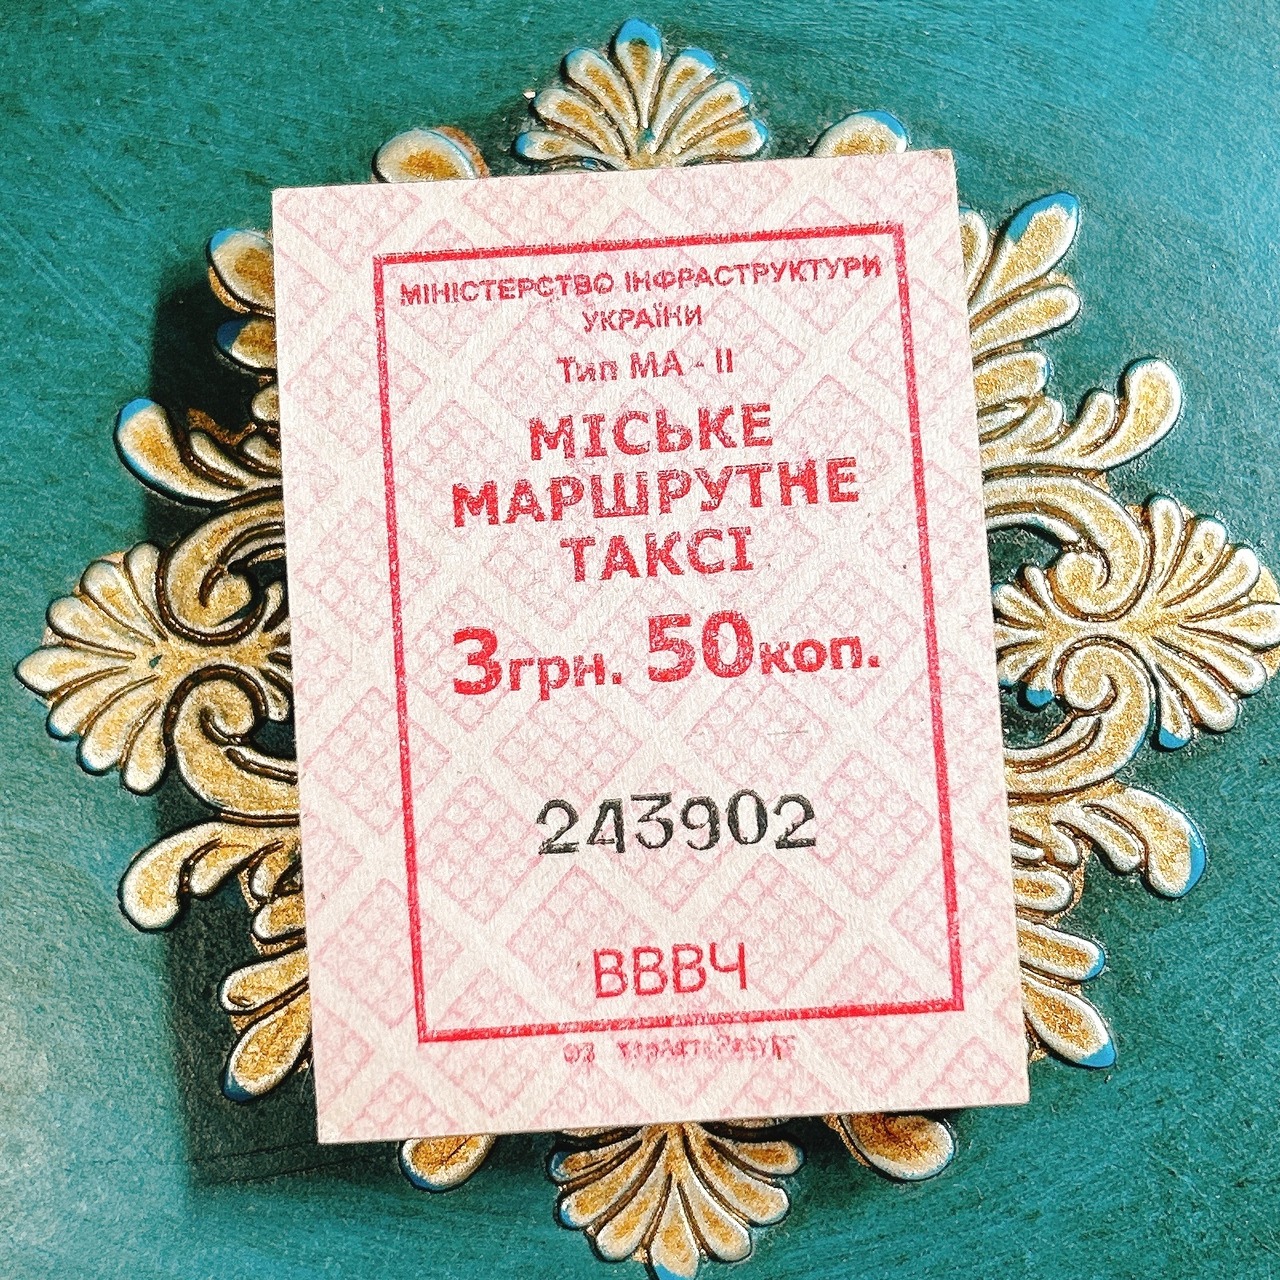 МІНІСТЕРСТВО ІНФРАСТРУКТУРИ
УКРАЇНИ
Тип МА - ІІ
МІСЬКЕ
МАРШРУТНЕ
ТАКСІ
3грн. 50коп.
243902
ВВВЧ